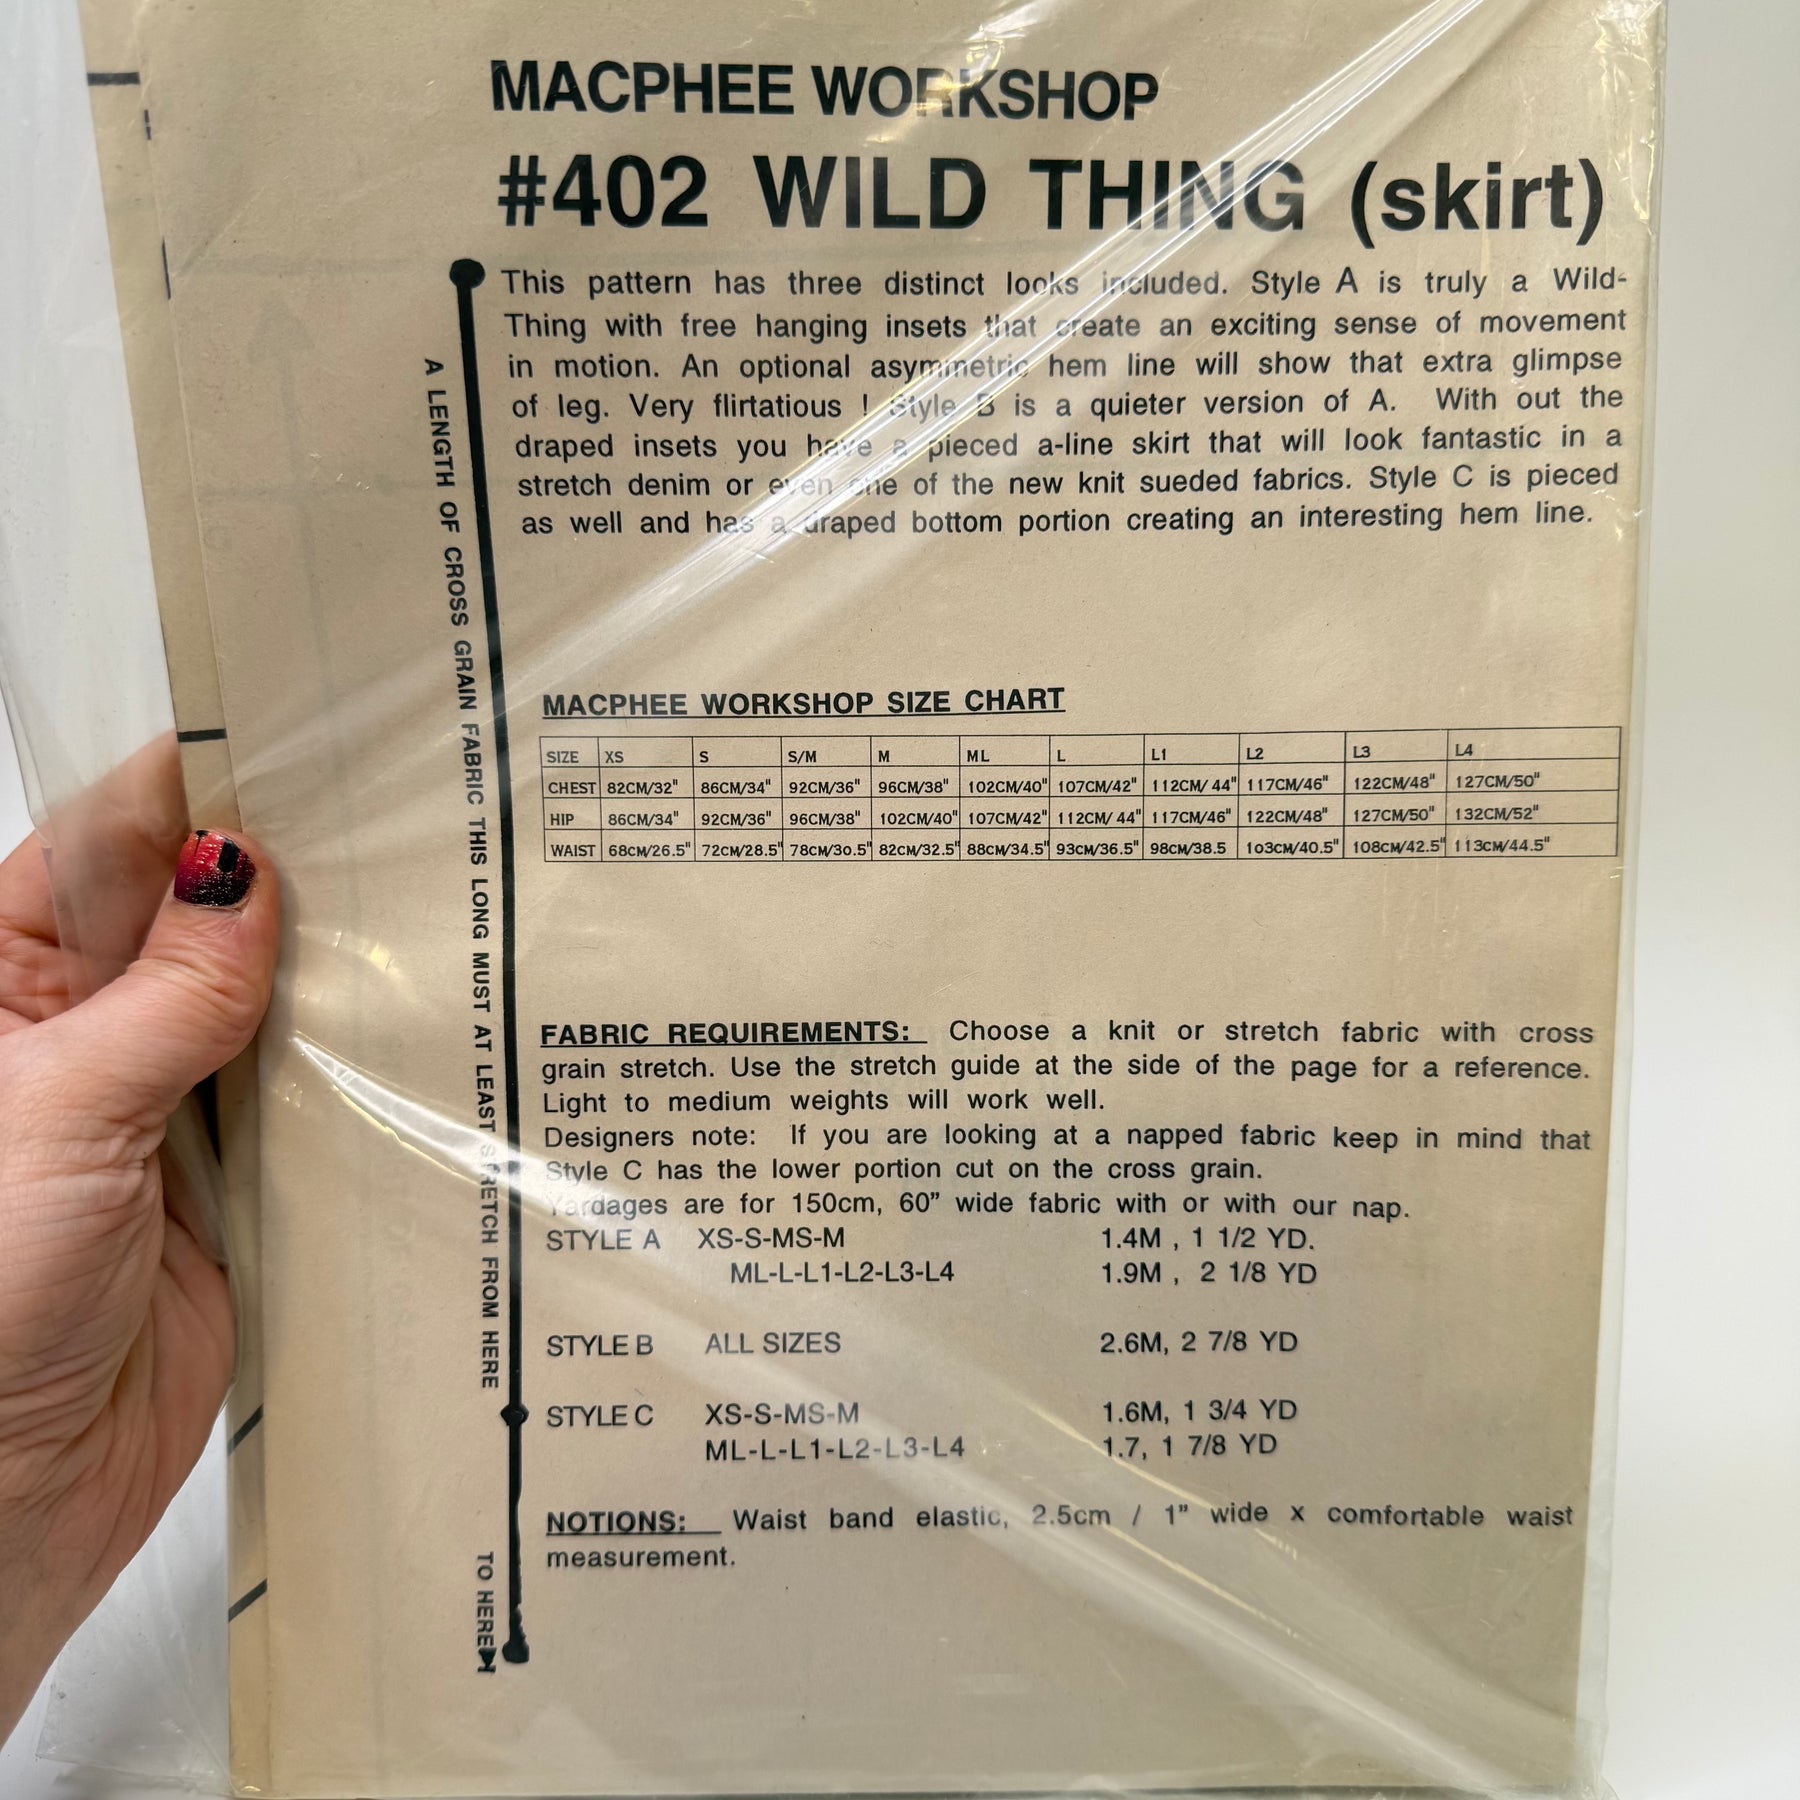 MACPHEE WORKSHOP
#402 WILD THING (skirt)
This pattern has three distinct looks included. Style A is truly a Wild-
Thing with free hanging insets that create an exciting sense of movement
in motion. An optional asymmetric hem line will show that extra glimpse
of leg. Very flirtatious ! Style B is a quieter version of A. With out the
draped insets you have a pieced a-line skirt that will look fantastic in a
stretch denim or even one of the new knit sueded fabrics. Style C is pieced
as well and has a draped bottom portion creating an interesting hem line.
A LENGTH OF CROSS GRAIN FABRIC THIS LONG MUST AT LEAST STRETCH FROM HERE
TO HERE
MACPHEE WORKSHOP SIZE CHART
SIZE XS S S/M M ML L L1 L2 L3 L4
CHEST 82CM/32" 86CM/34" 92CM/36" 96CM/38" 102CM/40" 107CM/42" 112CM/ 44" 117CM/46" 122CM/48" 127CM/50"
HIP 86CM/34" 92CM/36" 96CM/38" 102CM/40" 107CM/42" 112CM/ 44" 117CM/46" 122CM/48" 127CM/50" 132CM/52"
WAIST 68CM/26.5" 72CM/28.5" 78CM/30.5" 82CM/32.5" 88CM/34.5" 93CM/36.5" 98CM/38.5 103CM/40.5" 108CM/42.5" 113CM/44.5"
FABRIC REQUIREMENTS: Choose a knit or stretch fabric with cross
grain stretch. Use the stretch guide at the side of the page for a reference.
Light to medium weights will work well.
Designers note: If you are looking at a napped fabric keep in mind that
Style C has the lower portion cut on the cross grain.
Yardages are for 150cm, 60” wide fabric with or with our nap.
STYLE A XS-S-MS-M 1.4M , 1 1/2 YD.
ML-L-L1-L2-L3-L4 1.9M , 2 1/8 YD
STYLE B ALL SIZES 2.6M, 2 7/8 YD
STYLE C XS-S-MS-M 1.6M, 1 3/4 YD
ML-L-L1-L2-L3-L4 1.7, 1 7/8 YD
NOTIONS: Waist band elastic, 2.5cm / 1” wide x comfortable waist
measurement.